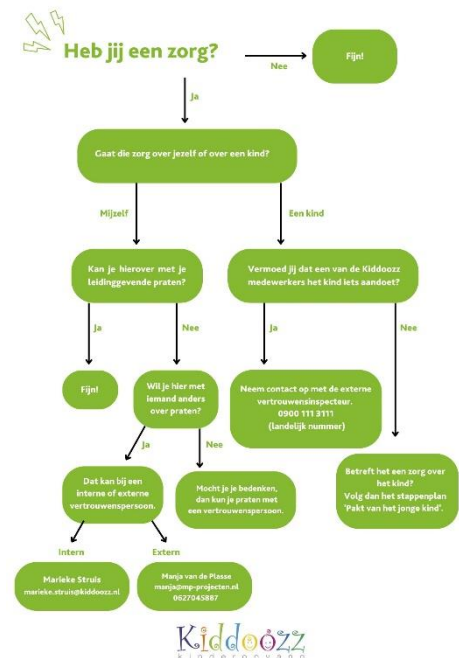 Heb jij een zorg?
Nee
Fijn!
Ja
Gaat die zorg over jezelf of over een kind?
Mijzelf
Een kind
Kan je hierover met je
leidinggevende praten?
Vermoed jij dat een van de Kiddoozz
medewerkers het kind iets aandoet?
Ja
Nee
Ja
Nee
Fijn!
Wil je hier met
iemand anders
over praten?
Neem contact op met de externe
vertrouwensinspecteur.
0900 111 3111
(landelijk nummer)
Ja
Nee
Dat kan bij een
interne of externe
vertrouwenspersoon.
Mocht je je bedenken,
dan kun je praten met
een vertrouwenspersoon.
Betreft het een zorg over
het kind?
Volg dan het stappenplan
"Pakt van het jonge kind".
Intern
Extern
Marieke Struis
marieke.struis@kiddoozz.nl
Manja van de Plasse
manja@mp-projecten.nl
0627045887
Kiddoozz
kinderopvang